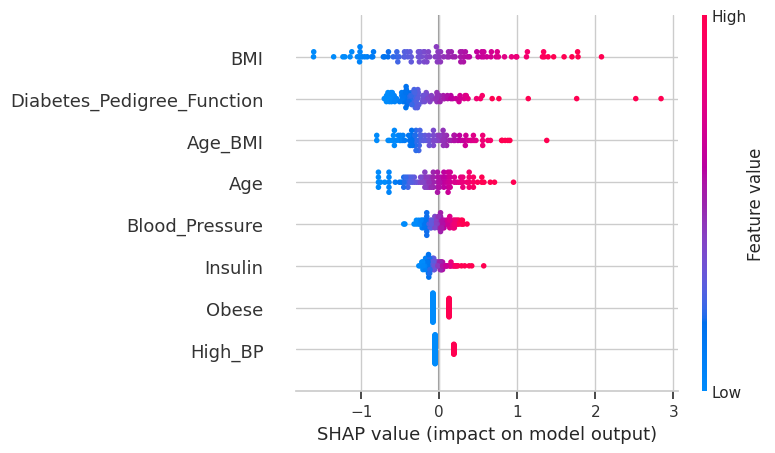 High
BMI
Diabetes_Pedigree_Function
Age_BMI
Age
Blood_Pressure
Insulin
Obese
High_BP
Feature value
Low
−1 0 1 2 3
SHAP value (impact on model output)